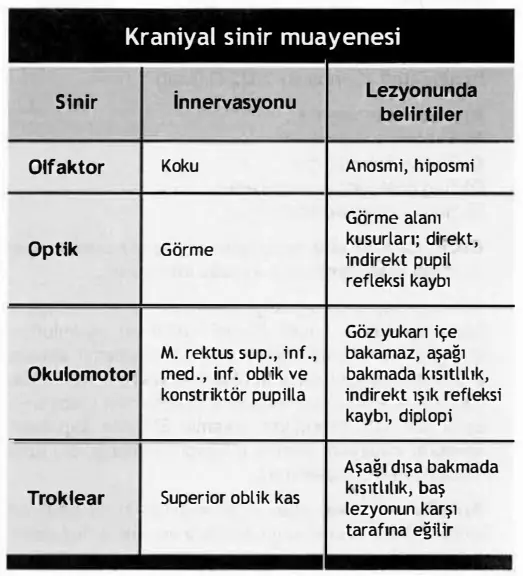 Kraniyal sinir muayenesi
Sinir
İnnervasyonu
Lezyonunda
belirtiler
Olfaktor
Koku
Anosmi, hiposmi
Optik
Görme
Görme alanı
kusurları; direkt,
indirekt pupil
refleksi kaybı
Okulomotor
M. rektus sup., inf.,
med., inf. oblik ve
konstriktör pupilla
Göz yukarı içe
bakamaz, aşağı
bakmada kısıtlılık,
indirekt ışık refleksi
kaybı, diplopi
Troklear
Superior oblik kas
Aşağı dışa bakmada
kısıtlılık, baş
lezyonun karşı
tarafına eğilir